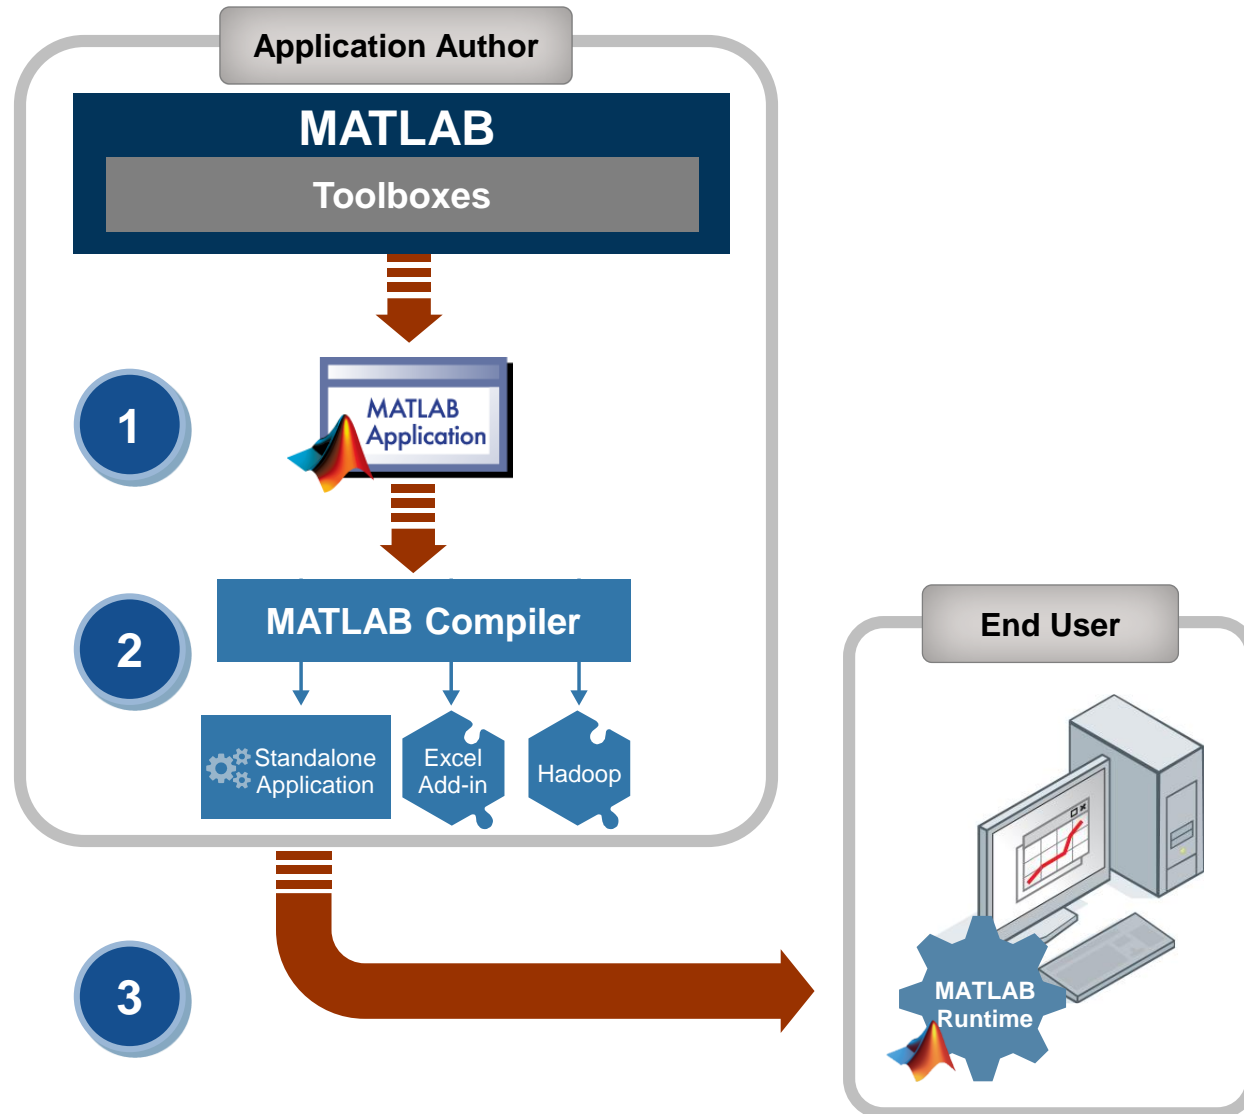 Application Author
MATLAB
Toolboxes
1
MATLAB
Application
2
MATLAB Compiler
Standalone
Application
Excel
Add-in
Hadoop
3
End User
MATLAB
Runtime